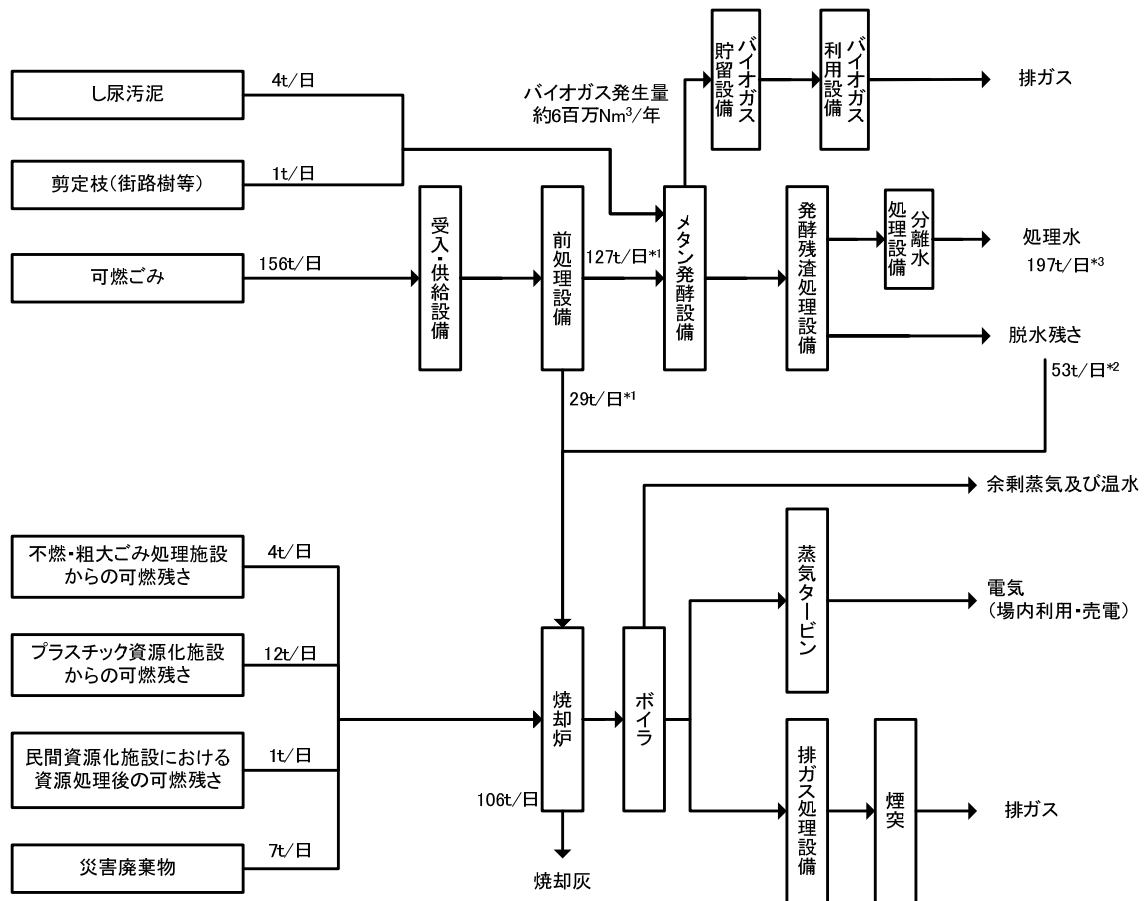 し尿汚泥
4t/日
剪定枝(街路樹等)
1t/日
可燃ごみ
156t/日
受入・供給設備
前処理設備
127t/日*1
29t/日*1
バイオガス発生量
約6百万Nm3/年
メタン発酵設備
バイオガス
貯留設備
バイオガス
利用設備
排ガス
発酵残渣処理設備
分離水
処理設備
処理水
197t/日*3
脱水残さ
53t/日*2
余剰蒸気及び温水
不燃・粗大ごみ処理施設
からの可燃残さ
4t/日
プラスチック資源化施設
からの可燃残さ
12t/日
民間資源化施設における
資源処理後の可燃残さ
1t/日
災害廃棄物
7t/日
焼却炉
106t/日
焼却灰
ボイラ
蒸気タービン
電気
(場内利用・売電)
排ガス処理設備
煙突
排ガス